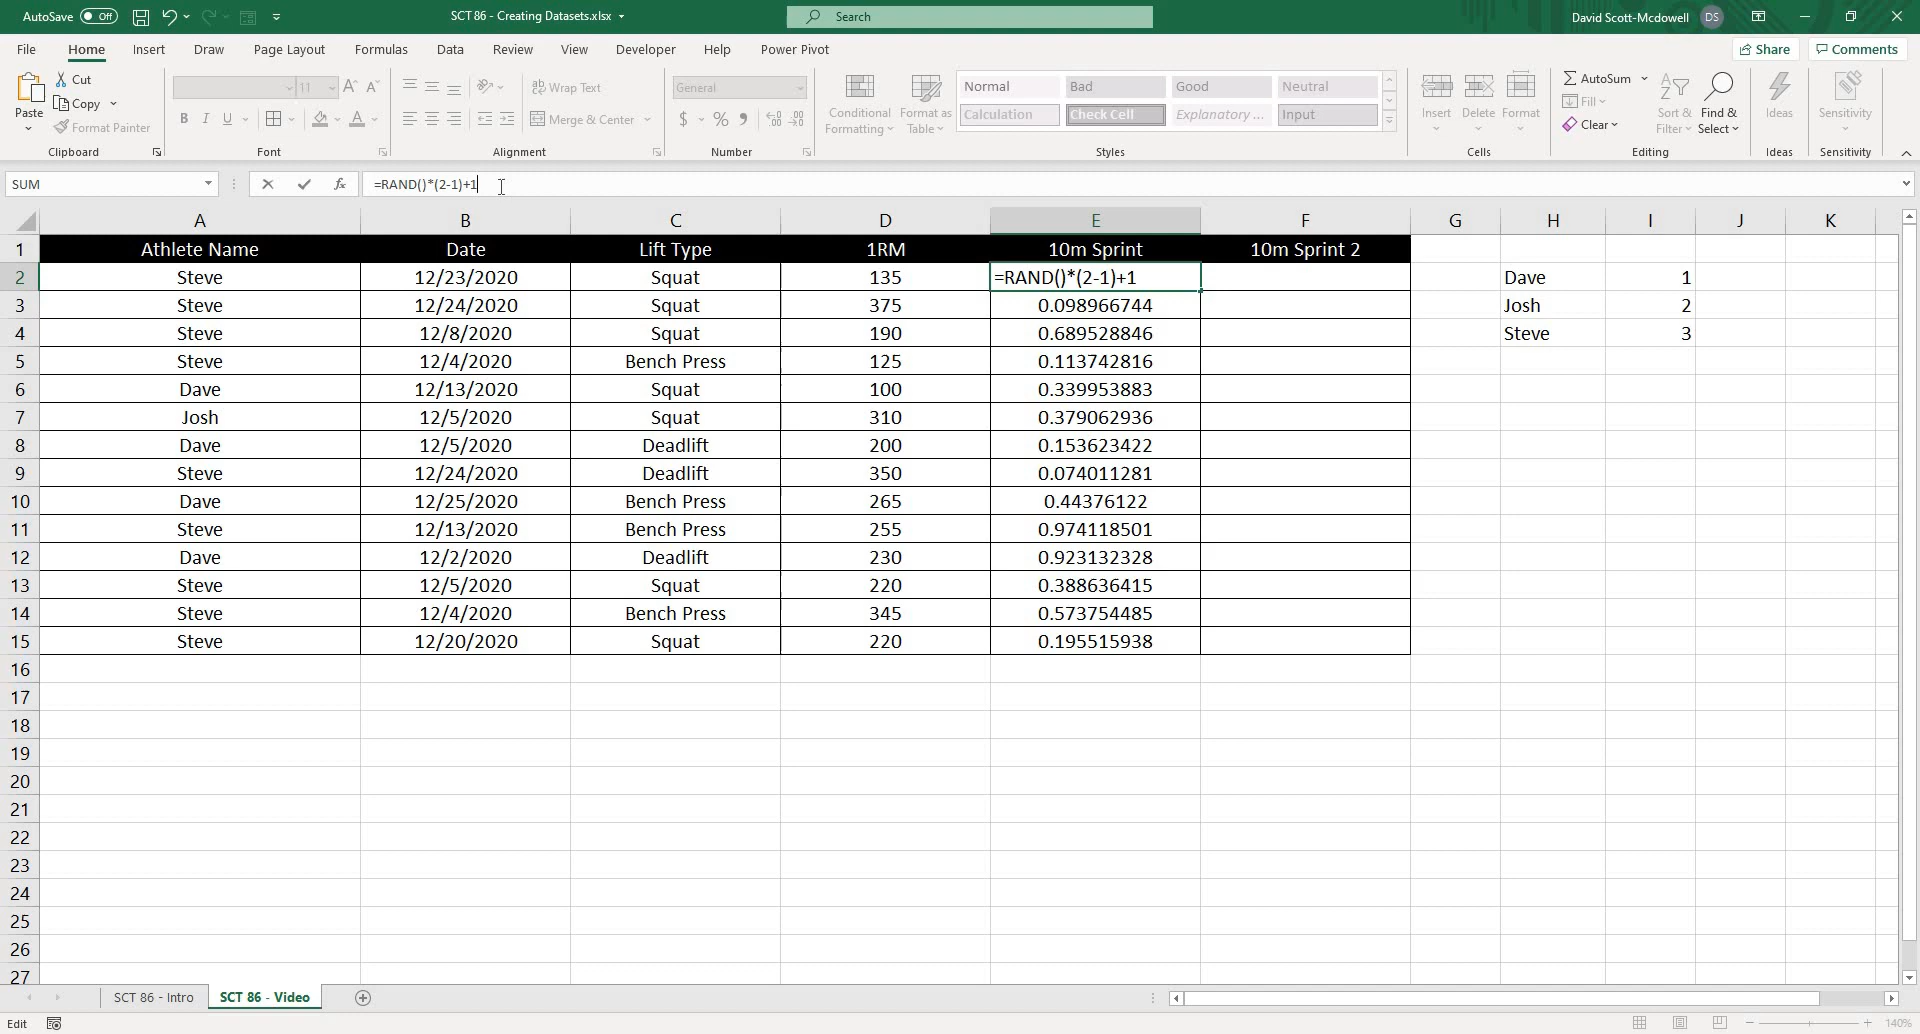 AutoSave Off SCT 86 - Creating Datasets.xlsx Search David Scott-Mcdowell DS
File Home Insert Draw Page Layout Formulas Data Review View Developer Help Power Pivot Share Comments
Paste Cut Copy Format Painter
11 A A B I U A
Wrap Text Merge & Center
General $ % 9
Conditional Formatting Format as Table
Normal Bad Good Neutral
Calculation Check Cell Explanatory ... Input
Insert Delete Format
AutoSum Fill Clear Sort & Filter Find & Select
Ideas Sensitivity
Clipboard Font Alignment Number Styles Cells Editing Ideas Sensitivity
SUM fx =RAND()*(2-1)+1
A B C D E F G H I J K
1 Athlete Name Date Lift Type 1RM 10m Sprint 10m Sprint 2
2 Steve 12/23/2020 Squat 135 =RAND()*(2-1)+1 Dave 1
3 Steve 12/24/2020 Squat 375 0.098966744 Josh 2
4 Steve 12/8/2020 Squat 190 0.689528846 Steve 3
5 Steve 12/4/2020 Bench Press 125 0.113742816
6 Dave 12/13/2020 Squat 100 0.339953883
7 Josh 12/5/2020 Squat 310 0.379062936
8 Dave 12/5/2020 Deadlift 200 0.153623422
9 Steve 12/24/2020 Deadlift 350 0.074011281
10 Dave 12/25/2020 Bench Press 265 0.44376122
11 Steve 12/13/2020 Bench Press 255 0.974118501
12 Dave 12/2/2020 Deadlift 230 0.923132328
13 Steve 12/5/2020 Squat 220 0.388636415
14 Steve 12/4/2020 Bench Press 345 0.573754485
15 Steve 12/20/2020 Squat 220 0.195515938
16
17
18
19
20
21
22
23
24
25
26
27
SCT 86 - Intro SCT 86 - Video
Edit 140%